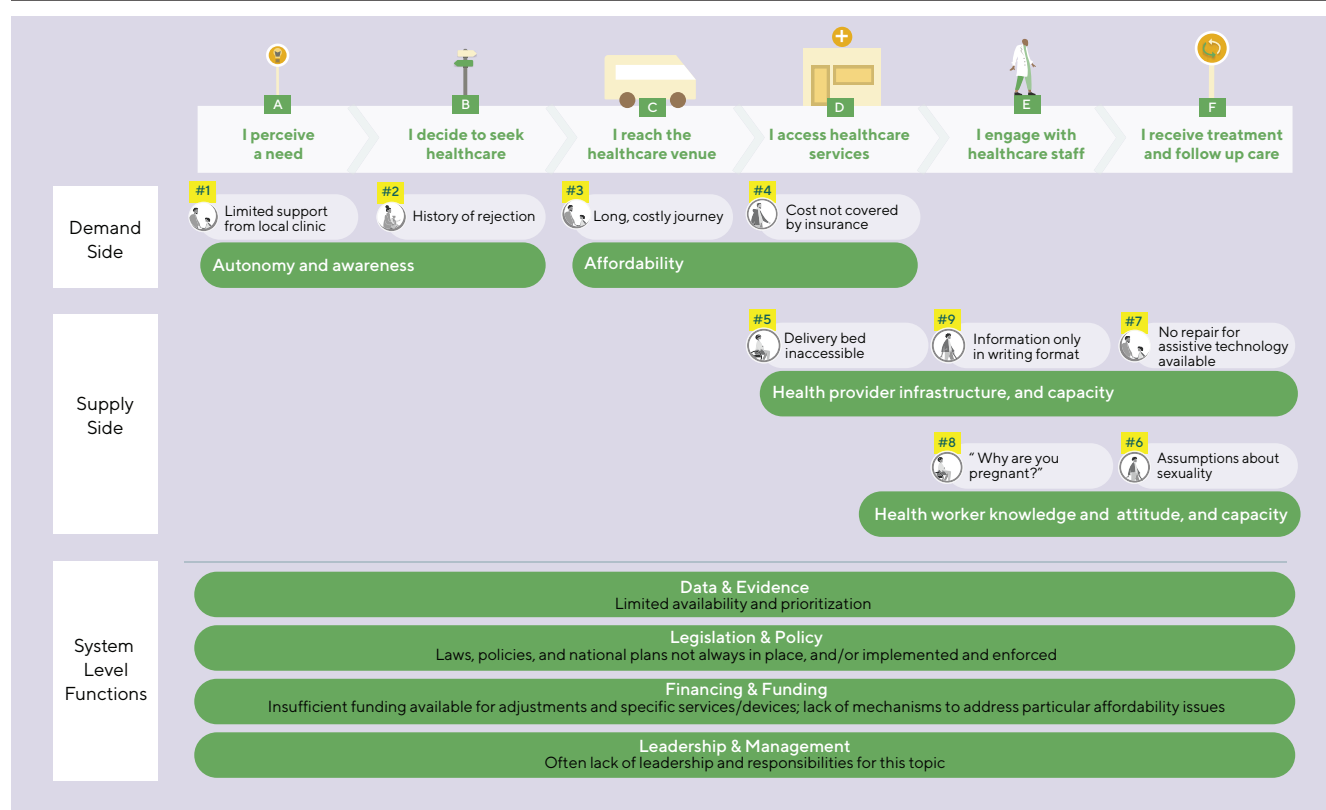 A
B
C
D
E
F
I perceive
a need
I decide to seek
healthcare
I reach the
healthcare venue
I access healthcare
services
I engage with
healthcare staff
I receive treatment
and follow up care
Demand
Side
#1
Limited support
from local clinic
#2
History of rejection
#3
Long, costly journey
#4
Cost not covered
by insurance
Autonomy and awareness
Affordability
Supply
Side
#5
Delivery bed
inaccessible
#9
Information only
in writing format
#7
No repair for
assistive technology
available
Health provider infrastructure, and capacity
#8
“ Why are you
pregnant?”
#6
Assumptions about
sexuality
Health worker knowledge and attitude, and capacity
System
Level
Functions
Data & Evidence
Limited availability and prioritization
Legislation & Policy
Laws, policies, and national plans not always in place, and/or implemented and enforced
Financing & Funding
Insufficient funding available for adjustments and specific services/devices; lack of mechanisms to address particular affordability issues
Leadership & Management
Often lack of leadership and responsibilities for this topic